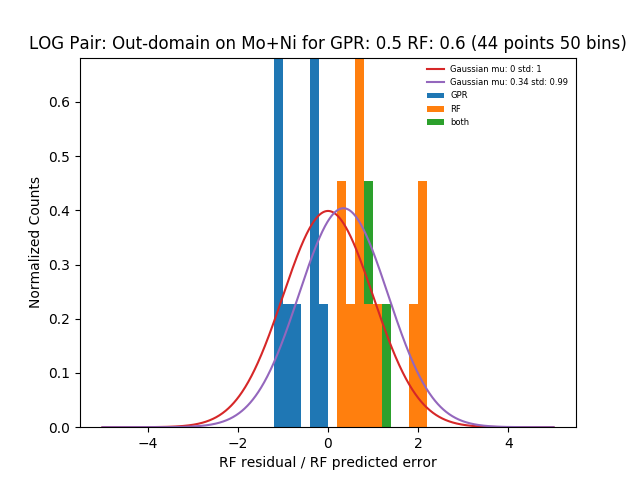 LOG Pair: Out-domain on Mo+Ni for GPR: 0.5 RF: 0.6 (44 points 50 bins)
Gaussian mu: 0 std: 1
Gaussian mu: 0.34 std: 0.99
GPR
RF
both
Normalized Counts
0.6
0.5
0.4
0.3
0.2
0.1
0.0
−4 −2 0 2 4
RF residual / RF predicted error